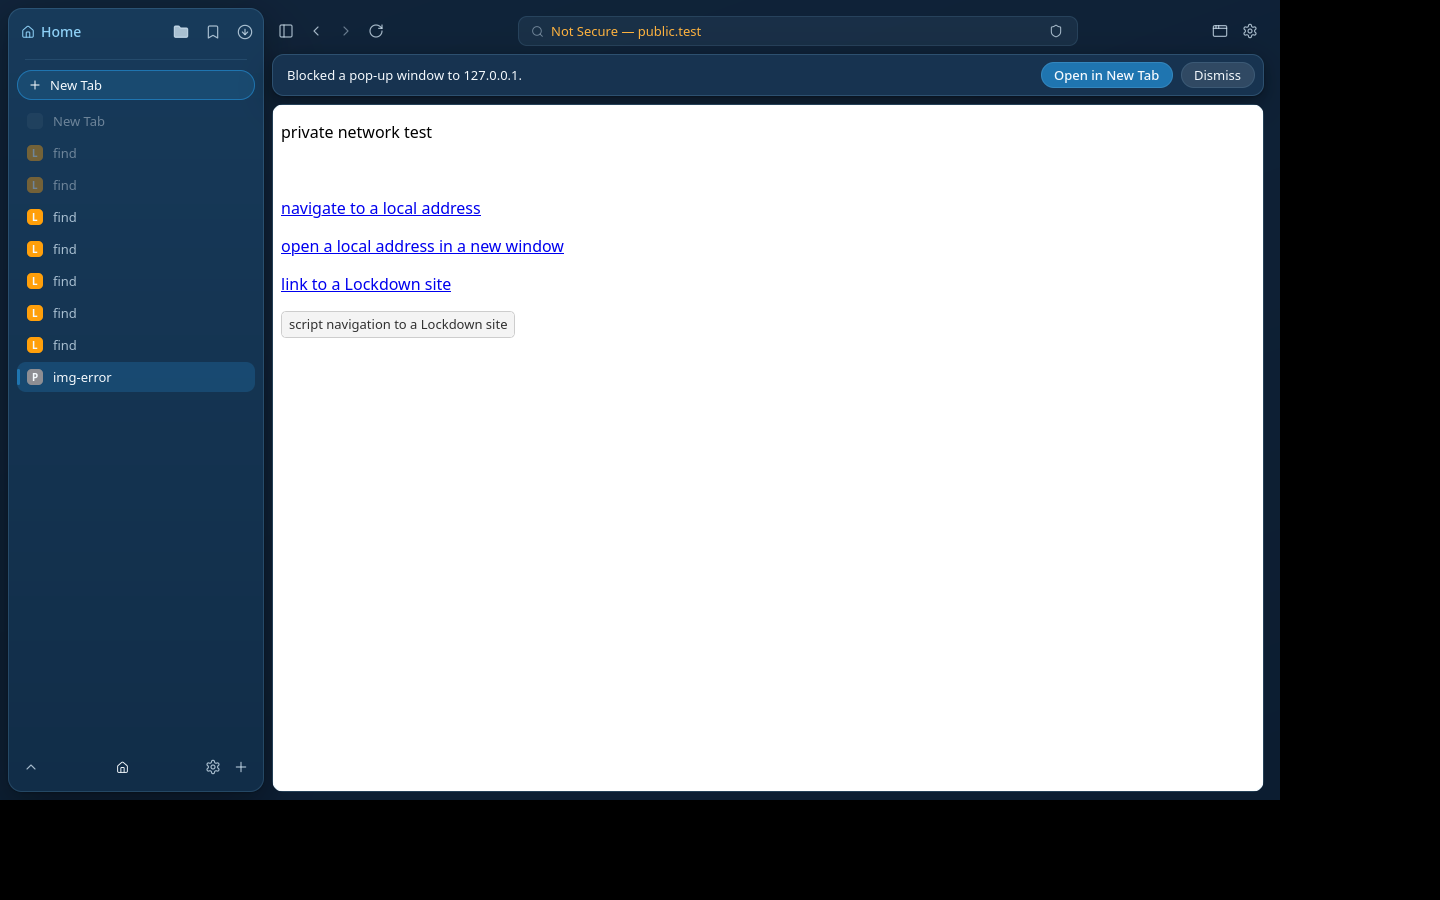 Home
Not Secure — public.test
Blocked a pop-up window to 127.0.0.1.
Open in New Tab
Dismiss
New Tab
New Tab
L find
L find
L find
L find
L find
L find
L find
P img-error
private network test
navigate to a local address
open a local address in a new window
link to a Lockdown site
script navigation to a Lockdown site